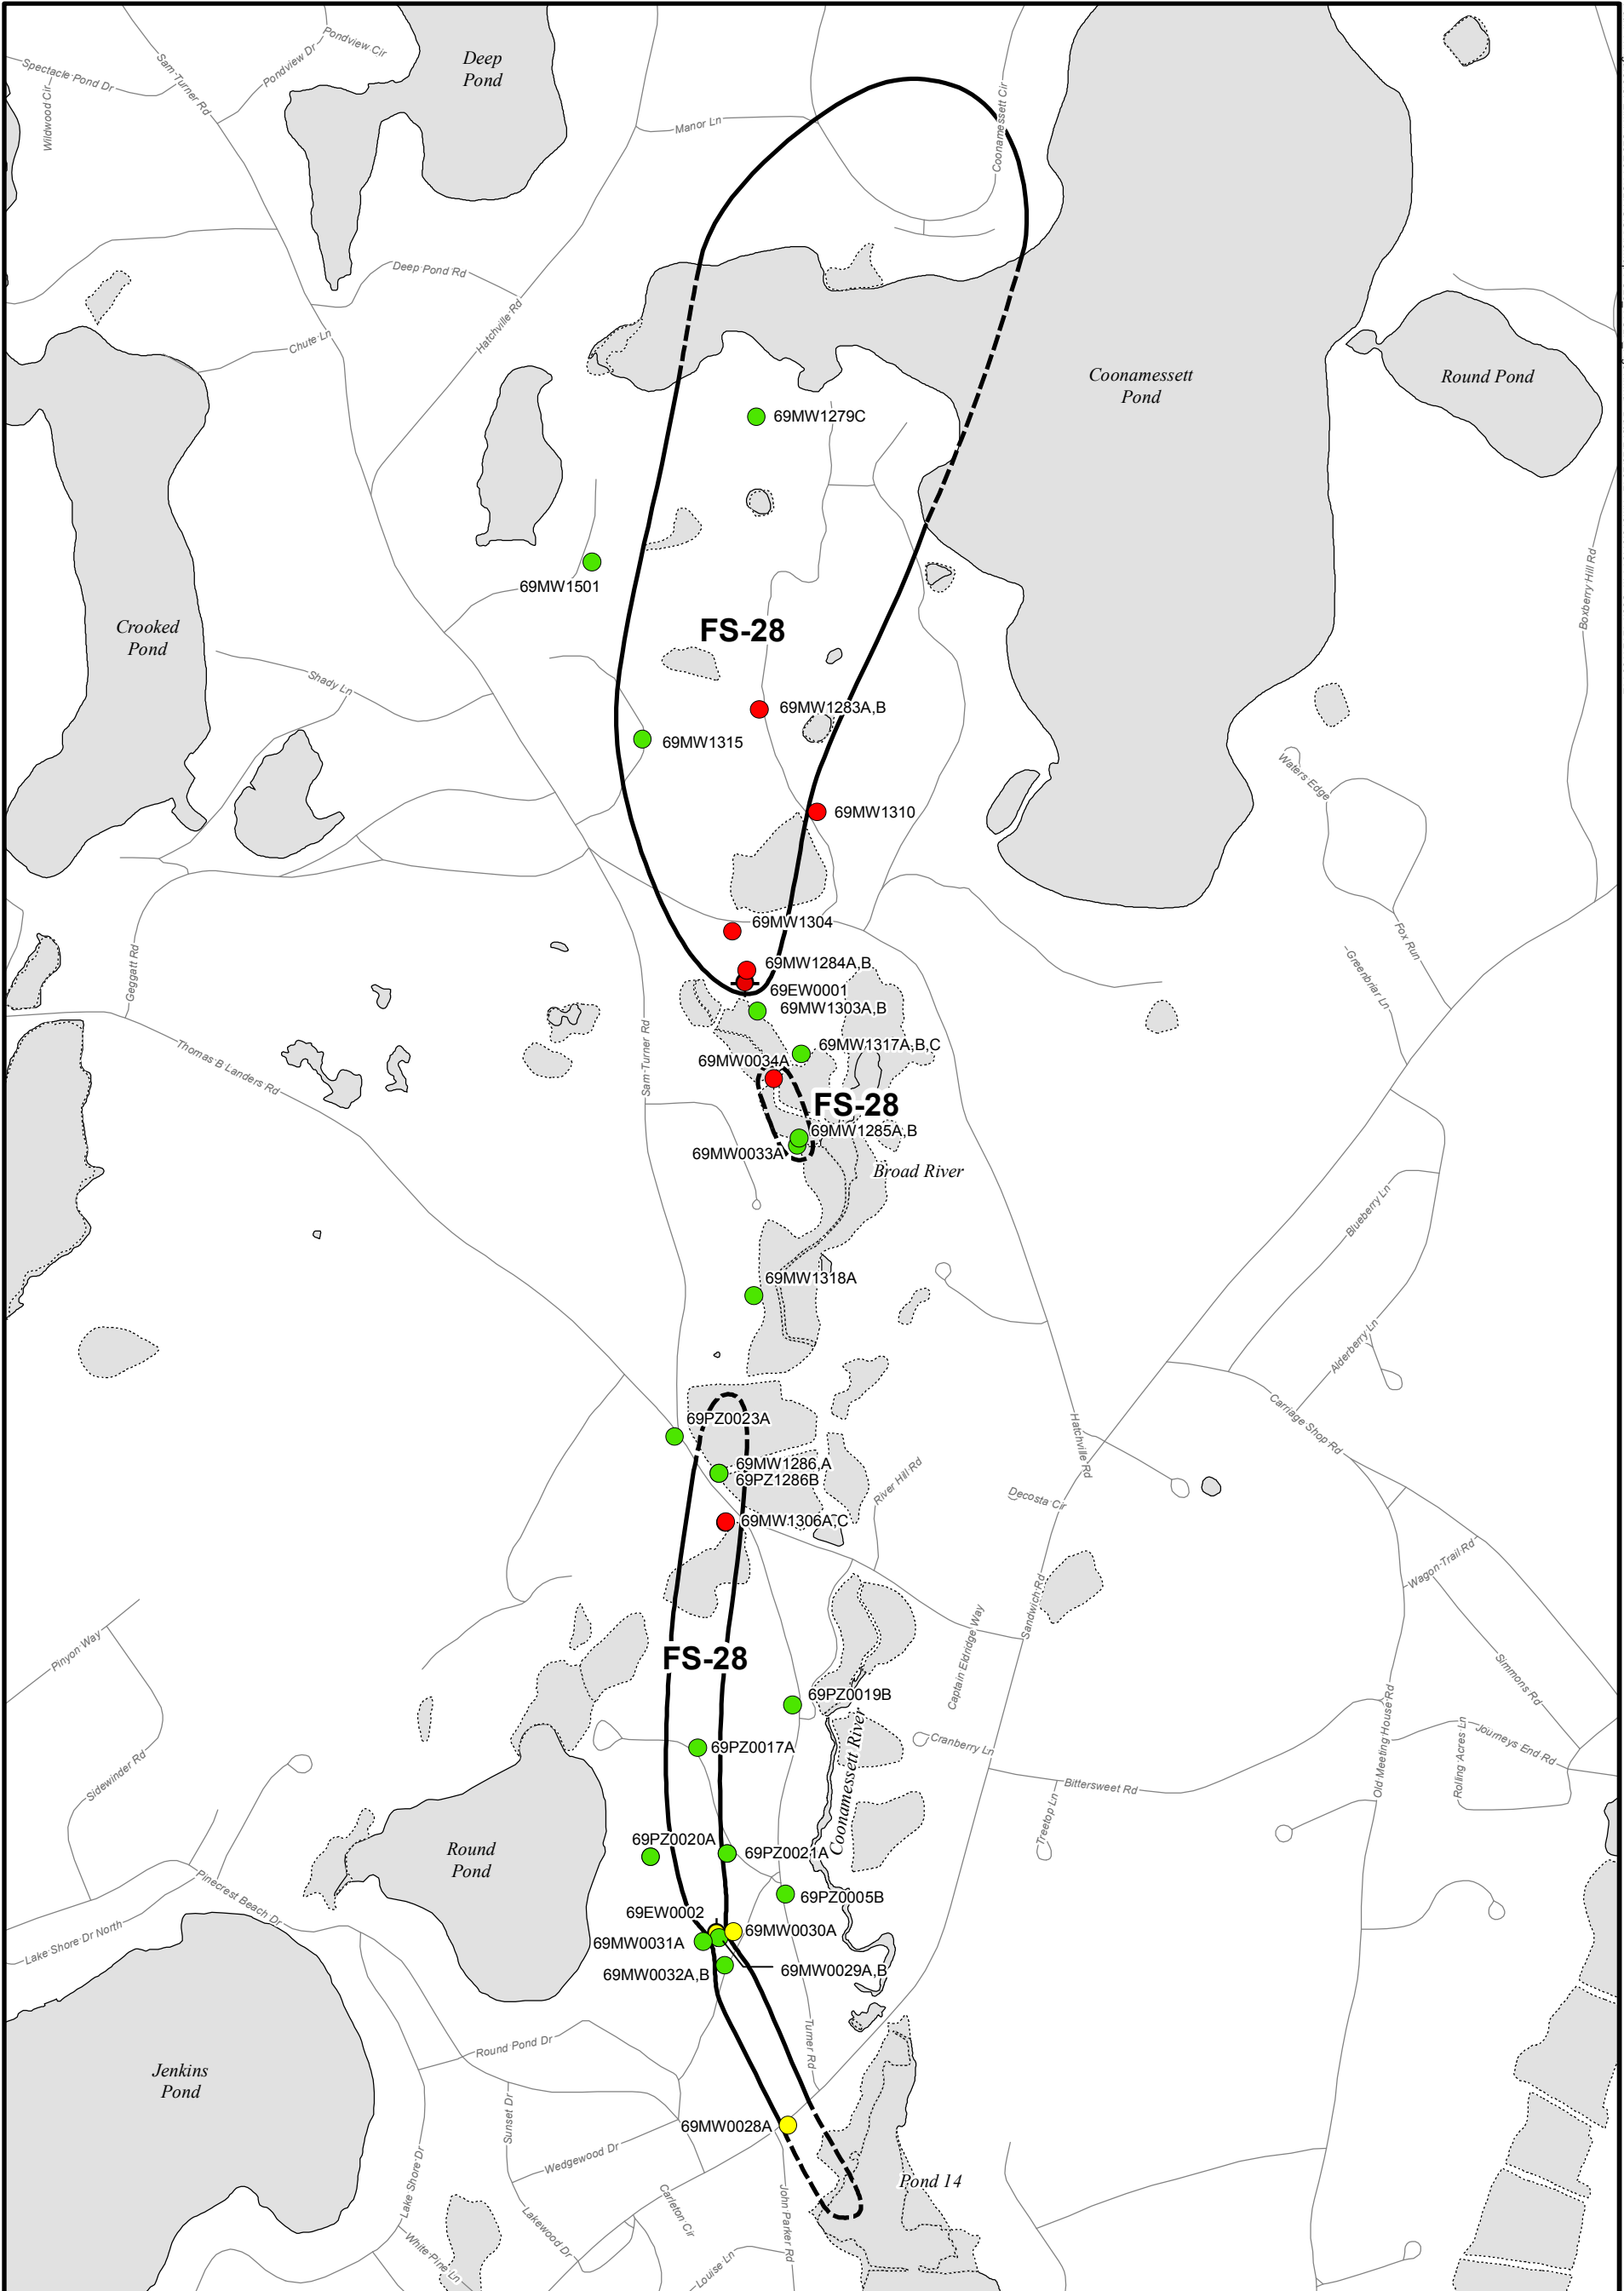 Deep
Pond
Pondview Cir
Pondview Dr
Spectacle Pond Dr
Sam Turner Rd
Wildwood Cir
Manor Ln
Coonamessett Cir
Deep Pond Rd
Hatchville Rd
Chute Ln
Coonamessett
Pond
Round Pond
69MW1279C
69MW1501
Boxberry Hill Rd
FS-28
Crooked
Pond
Shady Ln
69MW1283A,B
69MW1315
Waters Edge
69MW1310
69MW1304
Fox Run
Geggatt Rd
69MW1284A,B
Greenbriar Ln
69EW0001
69MW1303A,B
Thomas B Landers Rd
Sam Turner Rd
69MW1317A,B,C
69MW0034A
FS-28
69MW1285A,B
69MW0033A
Broad River
Blueberry Ln
69MW1318A
Alderberry Ln
Carriage Shop Rd
69PZ0023A
Hatchville Rd
69MW1286,A
69PZ1286B
River Hill Rd
Decosta Cir
69MW1306A,C
Wagon Trail Rd
Sandwich Rd
Pinyon Way
Captain Eldridge Way
FS-28
Simmons Rd
69PZ0019B
Coonamessett River
Old Meeting House Rd
69PZ0017A
Cranberry Ln
Rolling Acres Ln
Journeys End Rd
Sidewinder Rd
Bittersweet Rd
Treetop Ln
Round
Pond
69PZ0020A
69PZ0021A
Pinecrest Beach Dr
69PZ0005B
69EW0002
Lake Shore Dr North
69MW0030A
69MW0031A
69MW0029A,B
69MW0032A,B
Turner Rd
Round Pond Dr
Jenkins
Pond
Sunset Dr
69MW0028A
Wedgewood Dr
Lake Shore Dr
Pond 14
Carleton Cir
John Parker Rd
Lakewood Dr
White Pine Ln
Louise Ln